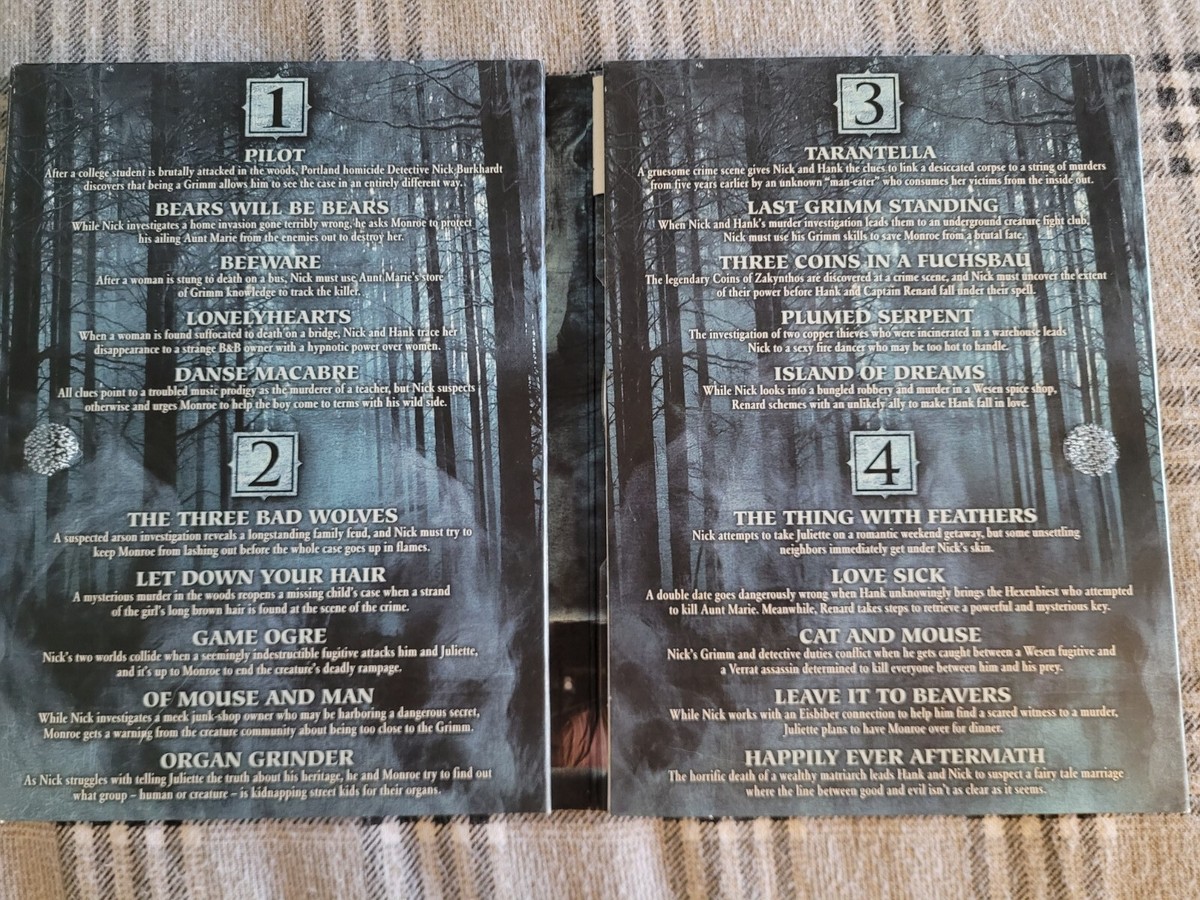 1
PILOT
After a college student is brutally attacked in the woods, Portland homicide Detective Nick Burkhardt
discovers that being a Grimm allows him to see the case in an entirely different way.
BEARS WILL BE BEARS
While Nick investigates a home invasion gone terribly wrong, he asks Monroe to protect
his ailing Aunt Marie from the enemies out to destroy her.
BEEWARE
After a woman is stung to death on a bus, Nick must use Aunt Marie's store
of Grimm knowledge to track the killer.
LONELYHEARTS
When a woman is found suffocated to death on a bridge, Nick and Hank trace her
disappearance to a strange B&B owner with a hypnotic power over women.
DANSE MACABRE
All clues point to a troubled music prodigy as the murderer of a teacher, but Nick suspects
otherwise and urges Monroe to help the boy come to terms with his wild side.
2
THE THREE BAD WOLVES
A suspected arson investigation reveals a longstanding family feud, and Nick must try to
keep Monroe from lashing out before the whole case goes up in flames.
LET DOWN YOUR HAIR
A mysterious murder in the woods reopens a missing child's case when a strand
of the girl's long brown hair is found at the scene of the crime.
GAME OGRE
Nick's two worlds collide when a seemingly indestructible fugitive attacks him and Juliette,
and it's up to Monroe to end the creature's deadly rampage.
OF MOUSE AND MAN
While Nick investigates a meek junk-shop owner who may be harboring a dangerous secret,
Monroe gets a warning from the creature community about being too close to the Grimm.
ORGAN GRINDER
As Nick struggles with telling Juliette the truth about his heritage, he and Monroe try to find out
what group – human or creature – is kidnapping street kids for their organs.
3
TARANTELLA
A gruesome crime scene gives Nick and Hank the clues to link a desiccated corpse to a string of murders
from five years earlier by an unknown "man-eater" who consumes her victims from the inside out.
LAST GRIMM STANDING
When Nick and Hank's murder investigation leads them to an underground creature fight club,
Nick must use his Grimm skills to save Monroe from a brutal fate.
THREE COINS IN A FUCHSBAU
The legendary Coins of Zakynthos are discovered at a crime scene, and Nick must uncover the extent
of their power before Hank and Captain Renard fall under their spell.
PLUMED SERPENT
The investigation of two copper thieves who were incinerated in a warehouse leads
Nick to a sexy fire dancer who may be too hot to handle.
ISLAND OF DREAMS
While Nick looks into a bungled robbery and murder in a Wesen spice shop,
Renard schemes with an unlikely ally to make Hank fall in love.
4
THE THING WITH FEATHERS
Nick attempts to take Juliette on a romantic weekend getaway, but some unsettling
neighbors immediately get under Nick's skin.
LOVE SICK
A double date goes dangerously wrong when Hank unknowingly brings the Hexenbiest who attempted
to kill Aunt Marie. Meanwhile, Renard takes steps to retrieve a powerful and mysterious key.
CAT AND MOUSE
Nick's Grimm and detective duties conflict when he gets caught between a Wesen fugitive and
a Verrat assassin determined to kill everyone between him and his prey.
LEAVE IT TO BEAVERS
While Nick works with an Eisbiber connection to help him find a scared witness to a murder,
Juliette plans to have Monroe over for dinner.
HAPPILY EVER AFTERMATH
The horrific death of a wealthy matriarch leads Hank and Nick to suspect a fairy tale marriage
where the line between good and evil isn't as clear as it seems.